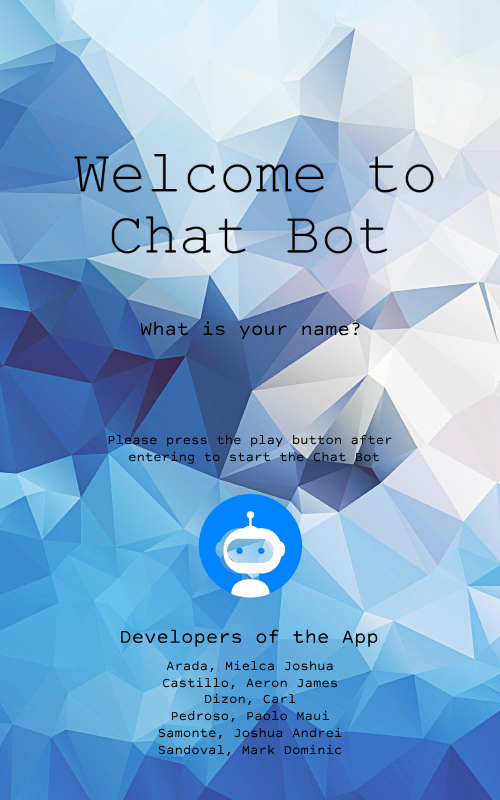 Welcome to
Chat Bot
What is your name?
Please press the play button after
entering to start the Chat Bot
Developers of the App
Arada, Mielca Joshua
Castillo, Aeron James
Dizon, Carl
Pedroso, Paolo Maui
Samonte, Joshua Andrei
Sandoval, Mark Dominic